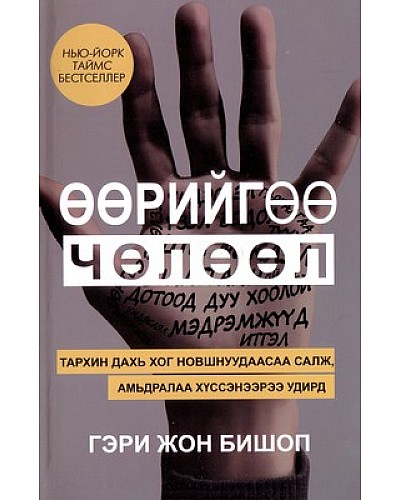 НЬЮ-ЙОРК
ТАЙМС
БЕСТСЕЛЛЕР
ӨӨРИЙГӨӨ
ЧӨЛӨӨЛ
ДОТООД ДУУ ХООЛОЙ
МЭДРЭМЖҮҮД
ИТГЭЛ
ТАРХИН ДАХЬ ХОГ НОВШНУУДААСАА САЛЖ,
АМЬДРАЛАА ХҮССЭНЭЭРЭЭ УДИРД
ГЭРИ ЖОН БИШОП